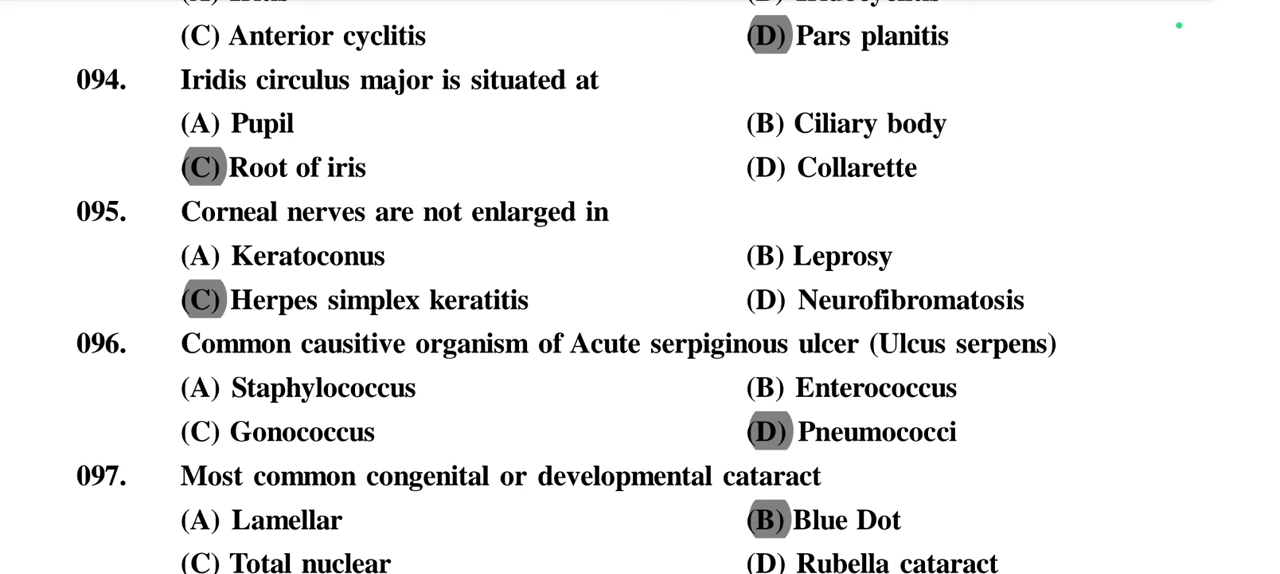 (C) Anterior cyclitis (D) Pars planitis
094. Iridis circulus major is situated at
(A) Pupil (B) Ciliary body
(C) Root of iris (D) Collarette
095. Corneal nerves are not enlarged in
(A) Keratoconus (B) Leprosy
(C) Herpes simplex keratitis (D) Neurofibromatosis
096. Common causitive organism of Acute serpiginous ulcer (Ulcus serpens)
(A) Staphylococcus (B) Enterococcus
(C) Gonococcus (D) Pneumococci
097. Most common congenital or developmental cataract
(A) Lamellar (B) Blue Dot
(C) Total nuclear (D) Rubella cataract